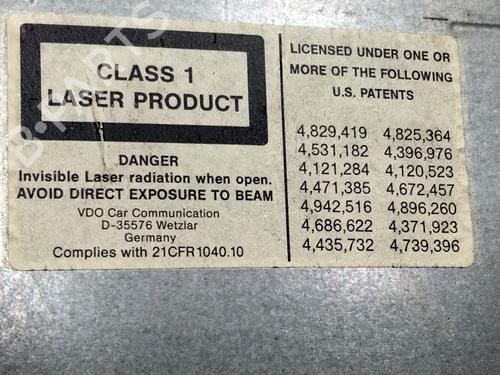 CLASS 1
LASER PRODUCT
DANGER
Invisible Laser radiation when open.
AVOID DIRECT EXPOSURE TO BEAM
VDO Car Communication
D-35576 Wetzlar
Germany
Complies with 21CFR1040.10
LICENSED UNDER ONE OR
MORE OF THE FOLLOWING
U.S. PATENTS
4,829,419 4,825,364
4,531,182 4,396,976
4,121,284 4,120,523
4,471,385 4,672,457
4,942,516 4,896,260
4,686,622 4,371,923
4,435,732 4,739,396
B-PARTS